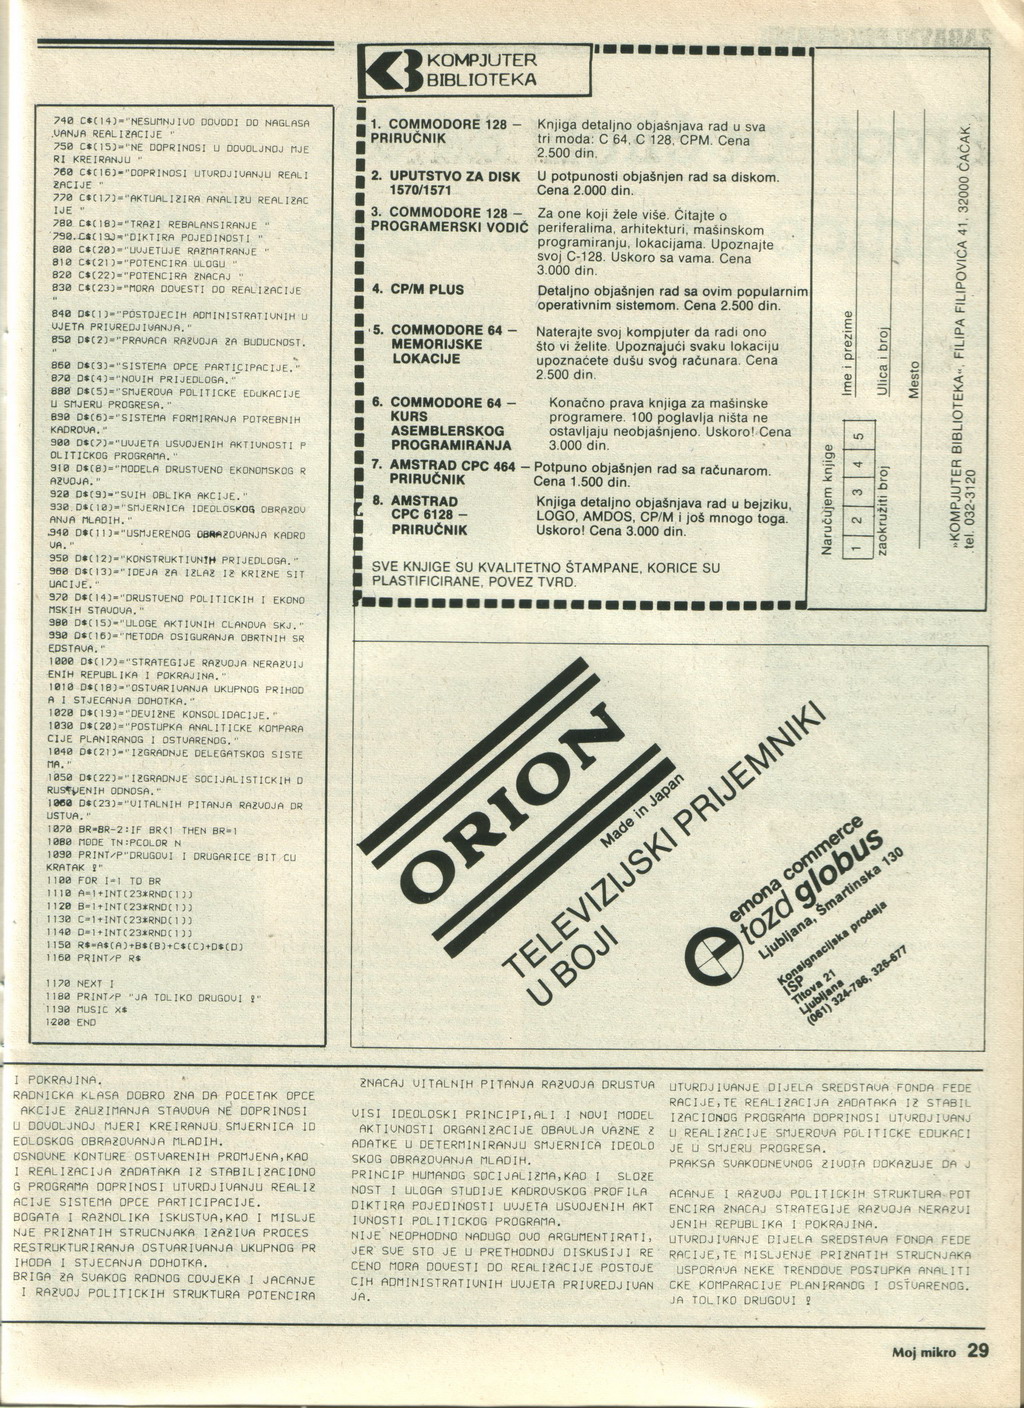 740 C$(14)="NESUMNJIVO DOVODI DO NAGLASA
VANJA REALIZACIJE "
750 C$(15)="NE DOPRINOSI U DOVOLJNOJ MJE
RI KREIRANJU "
760 C$(16)="DOPRINOSI UTVRDJIVANJU REALI
ZACIJE "
770 C$(17)="AKTUALIZIRA ANALIZU REALIZAC
IJE "
780 C$(18)="TRAZI REBALANSIRANJE "
790 C$(19)="DIKTIRA POJEDINOSTI "
800 C$(20)="UVJETUJE RAZMATRANJE "
810 C$(21)="POTENCIRA ULOGU "
820 C$(22)="POTENCIRA ZNACAJ "
830 C$(23)="MORA DOVESTI DO REALIZACIJE
"
840 D$(1)="POSTOJECIH ADMINISTRATIVNIH U
VJETA PRIVREDJIVANJA."
850 D$(2)="PRAVACA RAZVOJA ZA BUDUCNOST.
"
860 D$(3)="SISTEMA OPCE PARTICIPACIJE."
870 D$(4)="NOVIH PRIJEDLOGA."
880 D$(5)="SMJEROVA POLITICKE EDUKACIJE
U SMJERU PROGRESA."
890 D$(6)="SISTEMA FORMIRANJA POTREBNIH
KADROVA."
900 D$(7)="UVJETA USVOJENIH AKTIVNOSTI P
OLITICKOG PROGRAMA."
910 D$(8)="MODELA DRUSTVENO EKONOMSKOG R
AZVOJA."
920 D$(9)="SVIH OBLIKA AKCIJE."
930 D$(10)="SMJERNICA IDEOLOSKOG OBRAZOV
ANJA MLADIH."
940 D$(11)="USMJERENOG OBRAZOVANJA KADRO
VA."
950 D$(12)="KONSTRUKTIVNIH PRIJEDLOGA."
960 D$(13)="IDEJA ZA IZLAZ IZ KRIZNE SIT
UACIJE."
970 D$(14)="DRUSTVENO POLITICKIH I EKONO
MSKIH STAVOVA."
980 D$(15)="ULOGE AKTIVNIH CLANOVA SKJ."
990 D$(16)="METODA OSIGURANJA OBRTNIH SR
EDSTAVA."
1000 D$(17)="STRATEGIJE RAZVOJA NERAZVIJ
ENIH REPUBLIKA I POKRAJINA."
1010 D$(18)="OSTVARIVANJA UKUPNOG PRIHOD
A I STJECANJA DOHOTKA."
1020 D$(19)="DEVIZNE KONSOLIDACIJE."
1030 D$(20)="POSTUPKA ANALITICKE KOMPARA
CIJE PLANIRANOG I OSTVARENOG."
1040 D$(21)="IZGRADNJE DELEGATSKOG SISTE
MA."
1050 D$(22)="IZGRADNJE SOCIJALISTICKIH D
RUSTVENIH ODNOSA."
1060 D$(23)="VITALNIH PITANJA RAZVOJA DR
USTVA."
1070 BR=BR-2:IF BR<1 THEN BR=1
1080 MODE TN:PCOLOR N
1090 PRINT/P"DRUGOVI I DRUGARICE BIT CU
KRATAK !"
1100 FOR I=1 TO BR
1110 A=1+INT(23*RND(1))
1120 B=1+INT(23*RND(1))
1130 C=1+INT(23*RND(1))
1140 D=1+INT(23*RND(1))
1150 R$=A$(A)+B$(B)+C$(C)+D$(D)
1160 PRINT/P R$
1170 NEXT I
1180 PRINT/P "JA TOLIKO DRUGOVI !"
1190 MUSIC X$
1200 END
KOMPJUTER
BIBLIOTEKA
1. COMMODORE 128 – PRIRUČNIK
Knjiga detaljno objašnjava rad u sva
tri moda: C 64, C 128, CPM. Cena
2.500 din.
2. UPUTSTVO ZA DISK 1570/1571
U potpunosti objašnjen rad sa diskom.
Cena 2.000 din.
3. COMMODORE 128 – PROGRAMERSKI VODIČ
Za one koji žele više. Čitajte o
periferalima, arhitekturi, mašinskom
programiranju, lokacijama. Upoznajte
svoj C-128. Uskoro sa vama. Cena
3.000 din.
4. CP/M PLUS
Detaljno objašnjen rad sa ovim popularnim
operativnim sistemom. Cena 2.500 din.
5. COMMODORE 64 – MEMORIJSKE LOKACIJE
Naterajte svoj kompjuter da radi ono
što vi želite. Upoznajući svaku lokaciju
upoznaćete dušu svog računara. Cena
2.500 din.
6. COMMODORE 64 – KURS ASEMBLERSKOG PROGRAMIRANJA
Konačno prava knjiga za mašinske
programere. 100 poglavlja ništa ne
ostavljaju neobjašnjeno. Uskoro! Cena
3.000 din.
7. AMSTRAD CPC 464 – PRIRUČNIK
Potpuno objašnjen rad sa računarom.
Cena 1.500 din.
8. AMSTRAD CPC 6128 – PRIRUČNIK
Knjiga detaljno objašnjava rad u bejziku,
LOGO, AMDOS, CP/M i još mnogo toga.
Uskoro! Cena 3.000 din.
SVE KNJIGE SU KVALITETNO ŠTAMPANE, KORICE SU
PLASTIFICIRANE, POVEZ TVRD.
Naručujem knjige
1 2 3 4 5
zaokružiti broj
Ime i prezime
Ulica i broj
Mesto
»KOMPJUTER BIBLIOTEKA«, FILIPA FILIPOVIĆA 41, 32000 ČAČAK,
tel. 032-3120
ORION
Made in Japan
TELEVIZIJSKI PRIJEMNIKI
U BOJI
emona commerce
tozd globus
Ljubljana, Šmartinska 130
Konsignacijska prodaja
ISP
Titova 21
Ljubljana
(061) 324-786, 326-677
I POKRAJINA.
RADNICKA KLASA DOBRO ZNA DA POCETAK OPCE
AKCIJE ZAUZIMANJA STAVOVA NE DOPRINOSI
U DOVOLJNOJ MJERI KREIRANJU SMJERNICA ID
EOLOSKOG OBRAZOVANJA MLADIH.
OSNOVNE KONTURE OSTVARENIH PROMJENA,KAO
I REALIZACIJA ZADATAKA IZ STABILIZACIONO
G PROGRAMA DOPRINOSI UTVRDJIVANJU REALIZ
ACIJE SISTEMA OPCE PARTICIPACIJE.
BOGATA I RAZNOLIKA ISKUSTVA,KAO I MISLJE
NJE PRIZNATIH STRUCNJAKA IZAZIVA PROCES
RESTRUKTURIRANJA OSTVARIVANJA UKUPNOG PR
IHODA I STJECANJA DOHOTKA.
BRIGA ZA SVAKOG RADNOG COVJEKA I JACANJE
I RAZVOJ POLITICKIH STRUKTURA POTENCIRA
ZNACAJ VITALNIH PITANJA RAZVOJA DRUSTVA
VISI IDEOLOSKI PRINCIPI,ALI I NOVI MODEL
AKTIVNOSTI ORGANIZACIJE OBAVLJA VAZNE Z
ADATKE U DETERMINIRANJU SMJERNICA IDEOLO
SKOG OBRAZOVANJA MLADIH.
PRINCIP HUMANOG SOCIJALIZMA,KAO I SLOZE
NOST I ULOGA STUDIJE KADROVSKOG PROFILA
DIKTIRA POJEDINOSTI UVJETA USVOJENIH AKT
IVNOSTI POLITICKOG PROGRAMA.
NIJE NEOPHODNO NADUGO OVO ARGUMENTIRATI,
JER SVE STO JE U PRETHODNOJ DISKUSIJI RE
CENO MORA DOVESTI DO REALIZACIJE POSTOJE
CIH ADMINISTRATIVNIH UVJETA PRIVREDJIVAN
JA.
UTVRDJIVANJE DIJELA SREDSTAVA FONDA FEDE
RACIJE,TE REALIZACIJA ZADATAKA IZ STABIL
IZACIONOG PROGRAMA DOPRINOSI UTVRDJIVANJ
U REALIZACIJE SMJEROVA POLITICKE EDUKACI
JE U SMJERU PROGRESA.
PRAKSA SVAKODNEVNOG ZIVOTA DOKAZUJE DA J
ACANJE I RAZVOJ POLITICKIH STRUKTURA POT
ENCIRA ZNACAJ STRATEGIJE RAZVOJA NERAZVI
JENIH REPUBLIKA I POKRAJINA.
UTVRDJIVANJE DIJELA SREDSTAVA FONDA FEDE
RACIJE,TE MISLJENJE PRIZNATIH STRUCNJAKA
USPORAVA NEKE TRENDOVE POSTUPKA ANALITI
CKE KOMPARACIJE PLANIRANOG I OSTVARENOG.
JA TOLIKO DRUGOVI !
Moj mikro 29